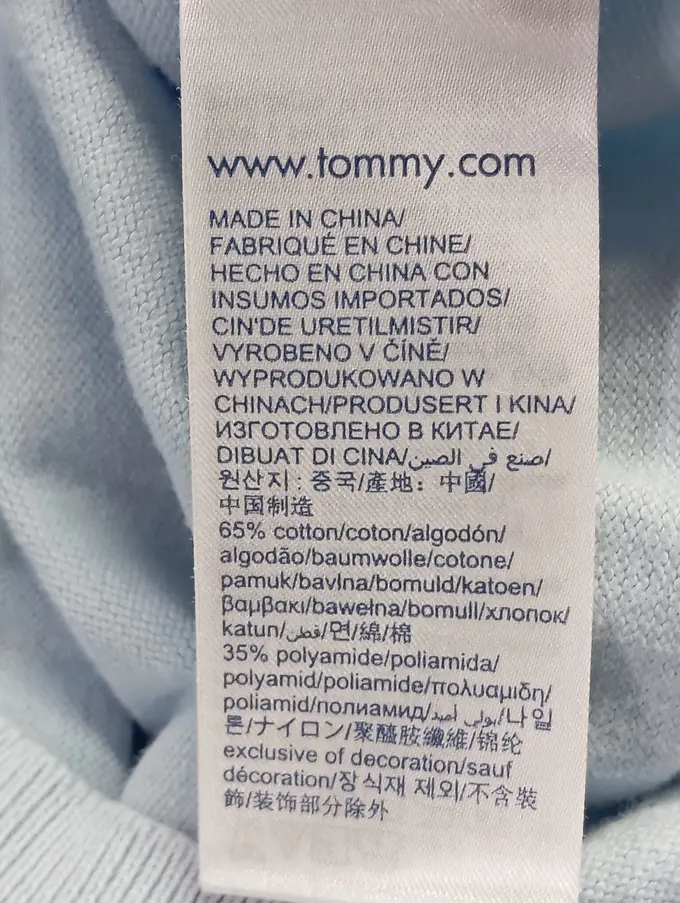 www.tommy.com
MADE IN CHINA/
FABRIQUÉ EN CHINE/
HECHO EN CHINA CON
INSUMOS IMPORTADOS/
CIN'DE URETILMISTIR/
VYROBENO V ČÍNĚ/
WYPRODUKOWANO W
CHINACH/PRODUSERT I KINA/
ИЗГОТОВЛЕНО В КИТАЕ/
DIBUAT DI CINA/صنع في الصين/
원산지 : 중국/產地：中國/
中国制造
65% cotton/coton/algodón/
algodão/baumwolle/cotone/
pamuk/bavlna/bomuld/katoen/
βαμβακι/bawełna/bomull/хлопок/
katun/قطن/면/綿/棉
35% polyamide/poliamida/
polyamid/poliamide/πολυαμιδη/
poliamid/полиамид/بولي أميد/나일
론/ナイロン/聚醯胺纖維/锦纶
exclusive of decoration/sauf
décoration/장식재 제외/不含裝
飾/装饰部分除外